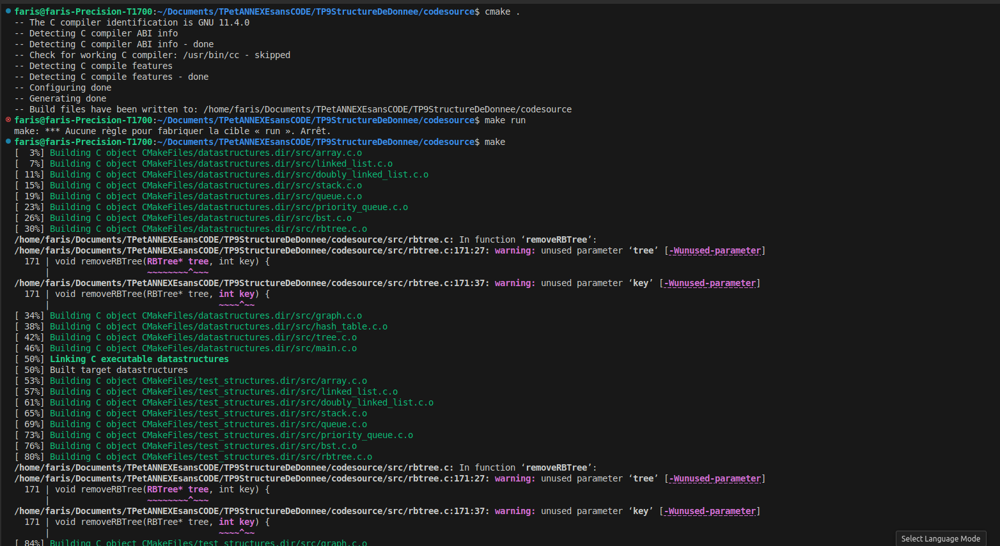 faris@faris-Precision-T1700:~/Documents/TPetANNEXEsansCODE/TP9StructureDeDonnee/codesource$ cmake .
-- The C compiler identification is GNU 11.4.0
-- Detecting C compiler ABI info
-- Detecting C compiler ABI info - done
-- Check for working C compiler: /usr/bin/cc - skipped
-- Detecting C compile features
-- Detecting C compile features - done
-- Configuring done
-- Generating done
-- Build files have been written to: /home/faris/Documents/TPetANNEXEsansCODE/TP9StructureDeDonnee/codesource
faris@faris-Precision-T1700:~/Documents/TPetANNEXEsansCODE/TP9StructureDeDonnee/codesource$ make run
make: *** Aucune règle pour fabriquer la cible « run ». Arrêt.
faris@faris-Precision-T1700:~/Documents/TPetANNEXEsansCODE/TP9StructureDeDonnee/codesource$ make
[  3%] Building C object CMakeFiles/datastructures.dir/src/array.c.o
[  7%] Building C object CMakeFiles/datastructures.dir/src/linked_list.c.o
[ 11%] Building C object CMakeFiles/datastructures.dir/src/doubly_linked_list.c.o
[ 15%] Building C object CMakeFiles/datastructures.dir/src/stack.c.o
[ 19%] Building C object CMakeFiles/datastructures.dir/src/queue.c.o
[ 23%] Building C object CMakeFiles/datastructures.dir/src/priority_queue.c.o
[ 26%] Building C object CMakeFiles/datastructures.dir/src/bst.c.o
[ 30%] Building C object CMakeFiles/datastructures.dir/src/rbtree.c.o
/home/faris/Documents/TPetANNEXEsansCODE/TP9StructureDeDonnee/codesource/src/rbtree.c: In function ‘removeRBTree’:
/home/faris/Documents/TPetANNEXEsansCODE/TP9StructureDeDonnee/codesource/src/rbtree.c:171:27: warning: unused parameter ‘tree’ [-Wunused-parameter]
  171 | void removeRBTree(RBTree* tree, int key) {
      |                   ~~~~~~~~^~~~
/home/faris/Documents/TPetANNEXEsansCODE/TP9StructureDeDonnee/codesource/src/rbtree.c:171:37: warning: unused parameter ‘key’ [-Wunused-parameter]
  171 | void removeRBTree(RBTree* tree, int key) {
      |                                 ~~~~^~~
[ 34%] Building C object CMakeFiles/datastructures.dir/src/graph.c.o
[ 38%] Building C object CMakeFiles/datastructures.dir/src/hash_table.c.o
[ 42%] Building C object CMakeFiles/datastructures.dir/src/tree.c.o
[ 46%] Building C object CMakeFiles/datastructures.dir/src/main.c.o
[ 50%] Linking C executable datastructures
[ 50%] Built target datastructures
[ 53%] Building C object CMakeFiles/test_structures.dir/src/array.c.o
[ 57%] Building C object CMakeFiles/test_structures.dir/src/linked_list.c.o
[ 61%] Building C object CMakeFiles/test_structures.dir/src/doubly_linked_list.c.o
[ 65%] Building C object CMakeFiles/test_structures.dir/src/stack.c.o
[ 69%] Building C object CMakeFiles/test_structures.dir/src/queue.c.o
[ 73%] Building C object CMakeFiles/test_structures.dir/src/priority_queue.c.o
[ 76%] Building C object CMakeFiles/test_structures.dir/src/bst.c.o
[ 80%] Building C object CMakeFiles/test_structures.dir/src/rbtree.c.o
/home/faris/Documents/TPetANNEXEsansCODE/TP9StructureDeDonnee/codesource/src/rbtree.c: In function ‘removeRBTree’:
/home/faris/Documents/TPetANNEXEsansCODE/TP9StructureDeDonnee/codesource/src/rbtree.c:171:27: warning: unused parameter ‘tree’ [-Wunused-parameter]
  171 | void removeRBTree(RBTree* tree, int key) {
      |                   ~~~~~~~~^~~~
/home/faris/Documents/TPetANNEXEsansCODE/TP9StructureDeDonnee/codesource/src/rbtree.c:171:37: warning: unused parameter ‘key’ [-Wunused-parameter]
  171 | void removeRBTree(RBTree* tree, int key) {
      |                                 ~~~~^~~
[ 84%] Building C object CMakeFiles/test_structures.dir/src/graph.c.o
Select Language Mode